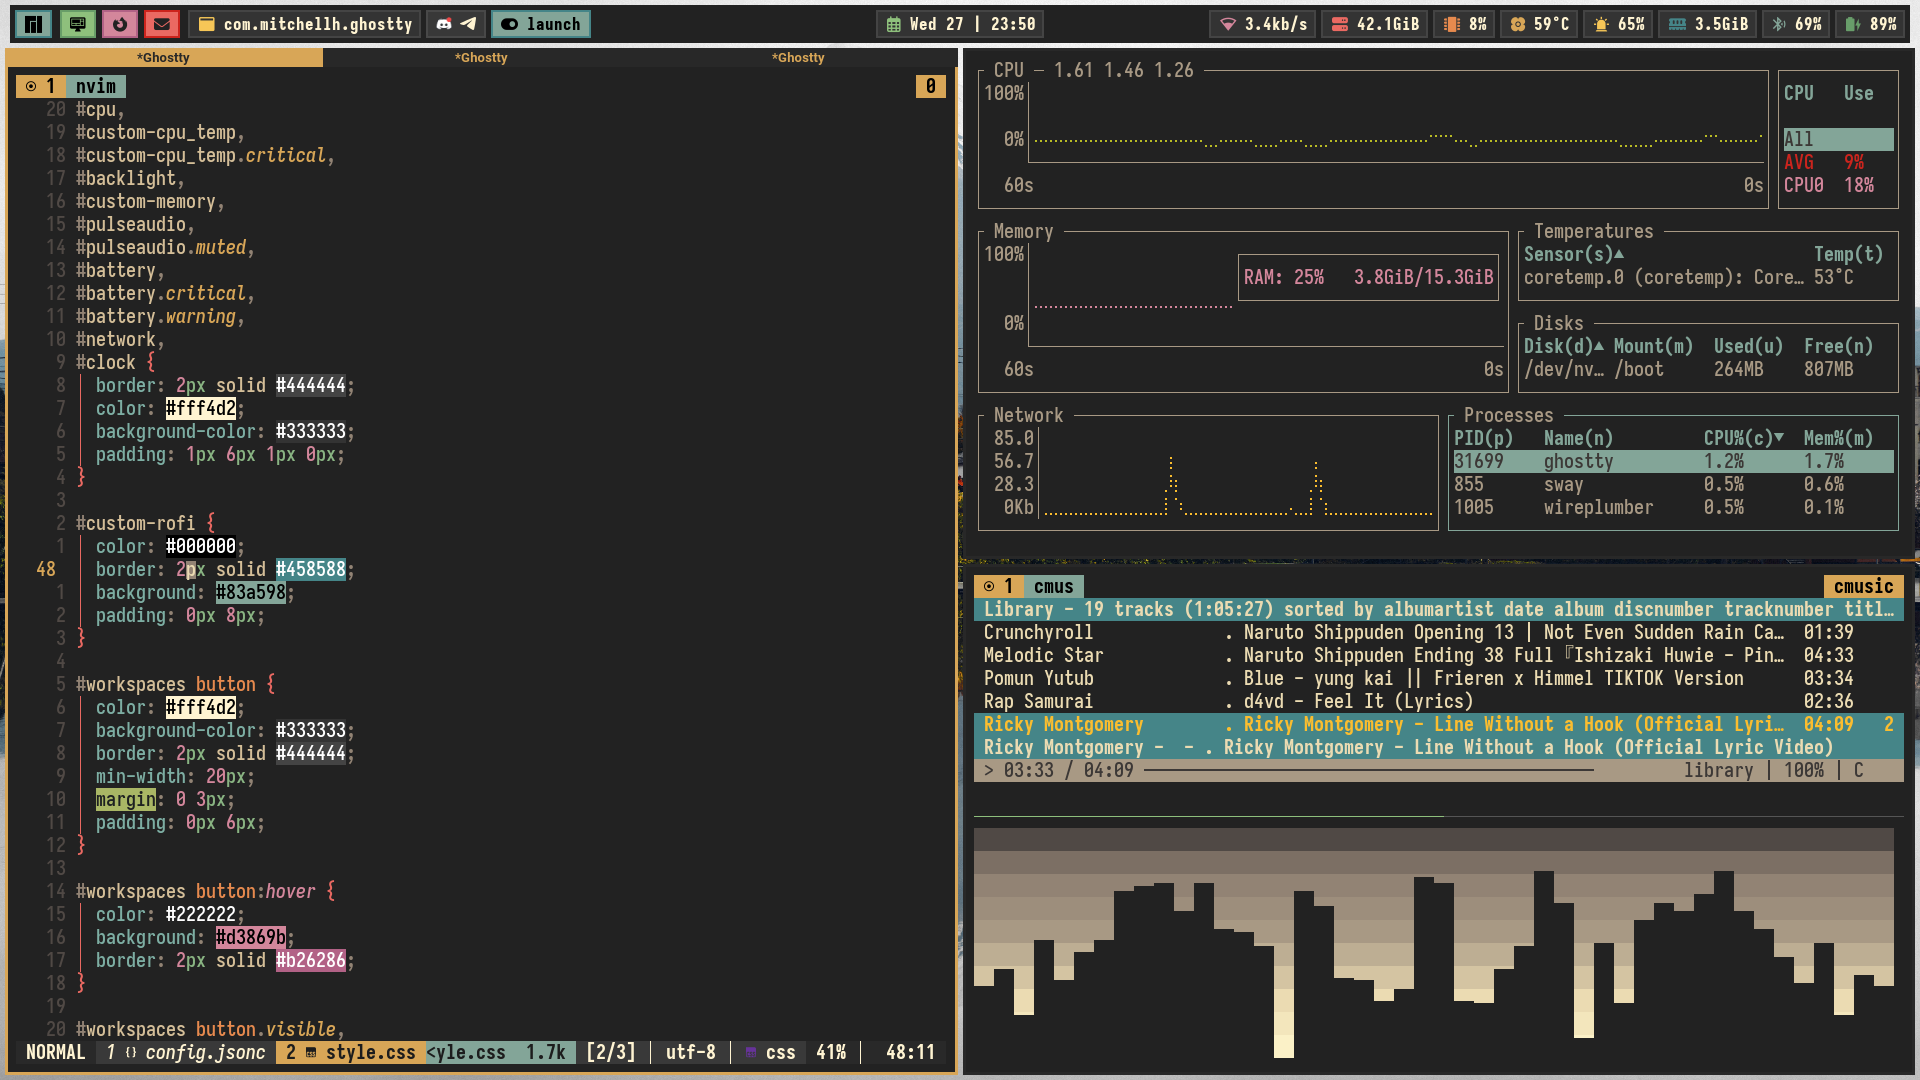 com.mitchellh.ghostty
launch
Wed 27 | 23:50
3.4kb/s
42.1GiB
8%
59°C
65%
3.5GiB
69%
89%
*Ghostty
*Ghostty
*Ghostty
1 nvim 0
20 #cpu,
19 #custom-cpu_temp,
18 #custom-cpu_temp.critical,
17 #backlight,
16 #custom-memory,
15 #pulseaudio,
14 #pulseaudio.muted,
13 #battery,
12 #battery.critical,
11 #battery.warning,
10 #network,
9 #clock {
8 border: 2px solid #444444;
7 color: #fff4d2;
6 background-color: #333333;
5 padding: 1px 6px 1px 0px;
4 }
3
2 #custom-rofi {
1 color: #000000;
48 border: 2px solid #458588;
1 background: #83a598;
2 padding: 0px 8px;
3 }
4
5 #workspaces button {
6 color: #fff4d2;
7 background-color: #333333;
8 border: 2px solid #444444;
9 min-width: 20px;
10 margin: 0 3px;
11 padding: 0px 6px;
12 }
13
14 #workspaces button:hover {
15 color: #222222;
16 background: #d3869b;
17 border: 2px solid #b26286;
18 }
19
20 #workspaces button.visible,
NORMAL 1 {} config.jsonc 2 style.css <yle.css 1.7k [2/3] | utf-8 | css 41% | 48:11
CPU — 1.61 1.46 1.26
100%
0%
60s 0s
CPU Use
All
AVG 9%
CPU0 18%
Memory
100%
RAM: 25% 3.8GiB/15.3GiB
0%
60s 0s
Temperatures
Sensor(s)▲ Temp(t)
coretemp.0 (coretemp): Core… 53°C
Disks
Disk(d)▲ Mount(m) Used(u) Free(n)
/dev/nv… /boot 264MB 807MB
Network
85.0
56.7
28.3
0Kb
Processes
PID(p) Name(n) CPU%(c)▼ Mem%(m)
31699 ghostty 1.2% 1.7%
855 sway 0.5% 0.6%
1005 wireplumber 0.5% 0.1%
1 cmus cmusic
Library - 19 tracks (1:05:27) sorted by albumartist date album discnumber tracknumber titl…
Crunchyroll . Naruto Shippuden Opening 13 | Not Even Sudden Rain Ca… 01:39
Melodic Star . Naruto Shippuden Ending 38 Full『Ishizaki Huwie - Pin… 04:33
Pomun Yutub . Blue - yung kai || Frieren x Himmel TIKTOK Version 03:34
Rap Samurai . d4vd - Feel It (Lyrics) 02:36
Ricky Montgomery . Ricky Montgomery - Line Without a Hook (Official Lyri… 04:09 2
Ricky Montgomery - - . Ricky Montgomery - Line Without a Hook (Official Lyric Video)
> 03:33 / 04:09 library | 100% | C